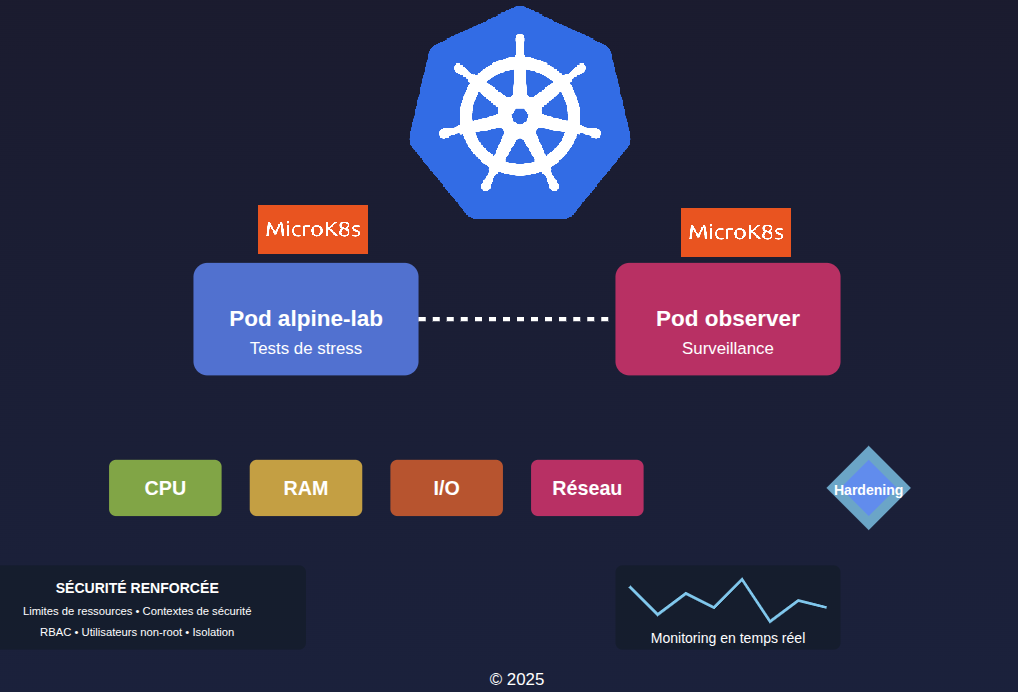 MicroK8s
MicroK8s
Pod alpine-lab
Tests de stress
Pod observer
Surveillance
CPU
RAM
I/O
Réseau
Hardening
SÉCURITÉ RENFORCÉE
Limites de ressources • Contextes de sécurité
RBAC • Utilisateurs non-root • Isolation
Monitoring en temps réel
© 2025